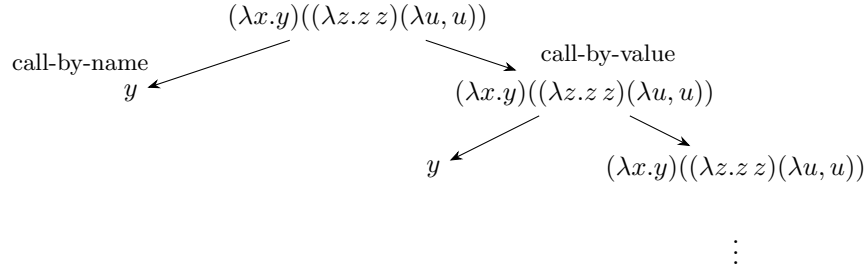 (λx.y)((λz.z z)(λu, u))
call-by-name
call-by-value
y
(λx.y)((λz.z z)(λu, u))
y
(λx.y)((λz.z z)(λu, u))
⋮